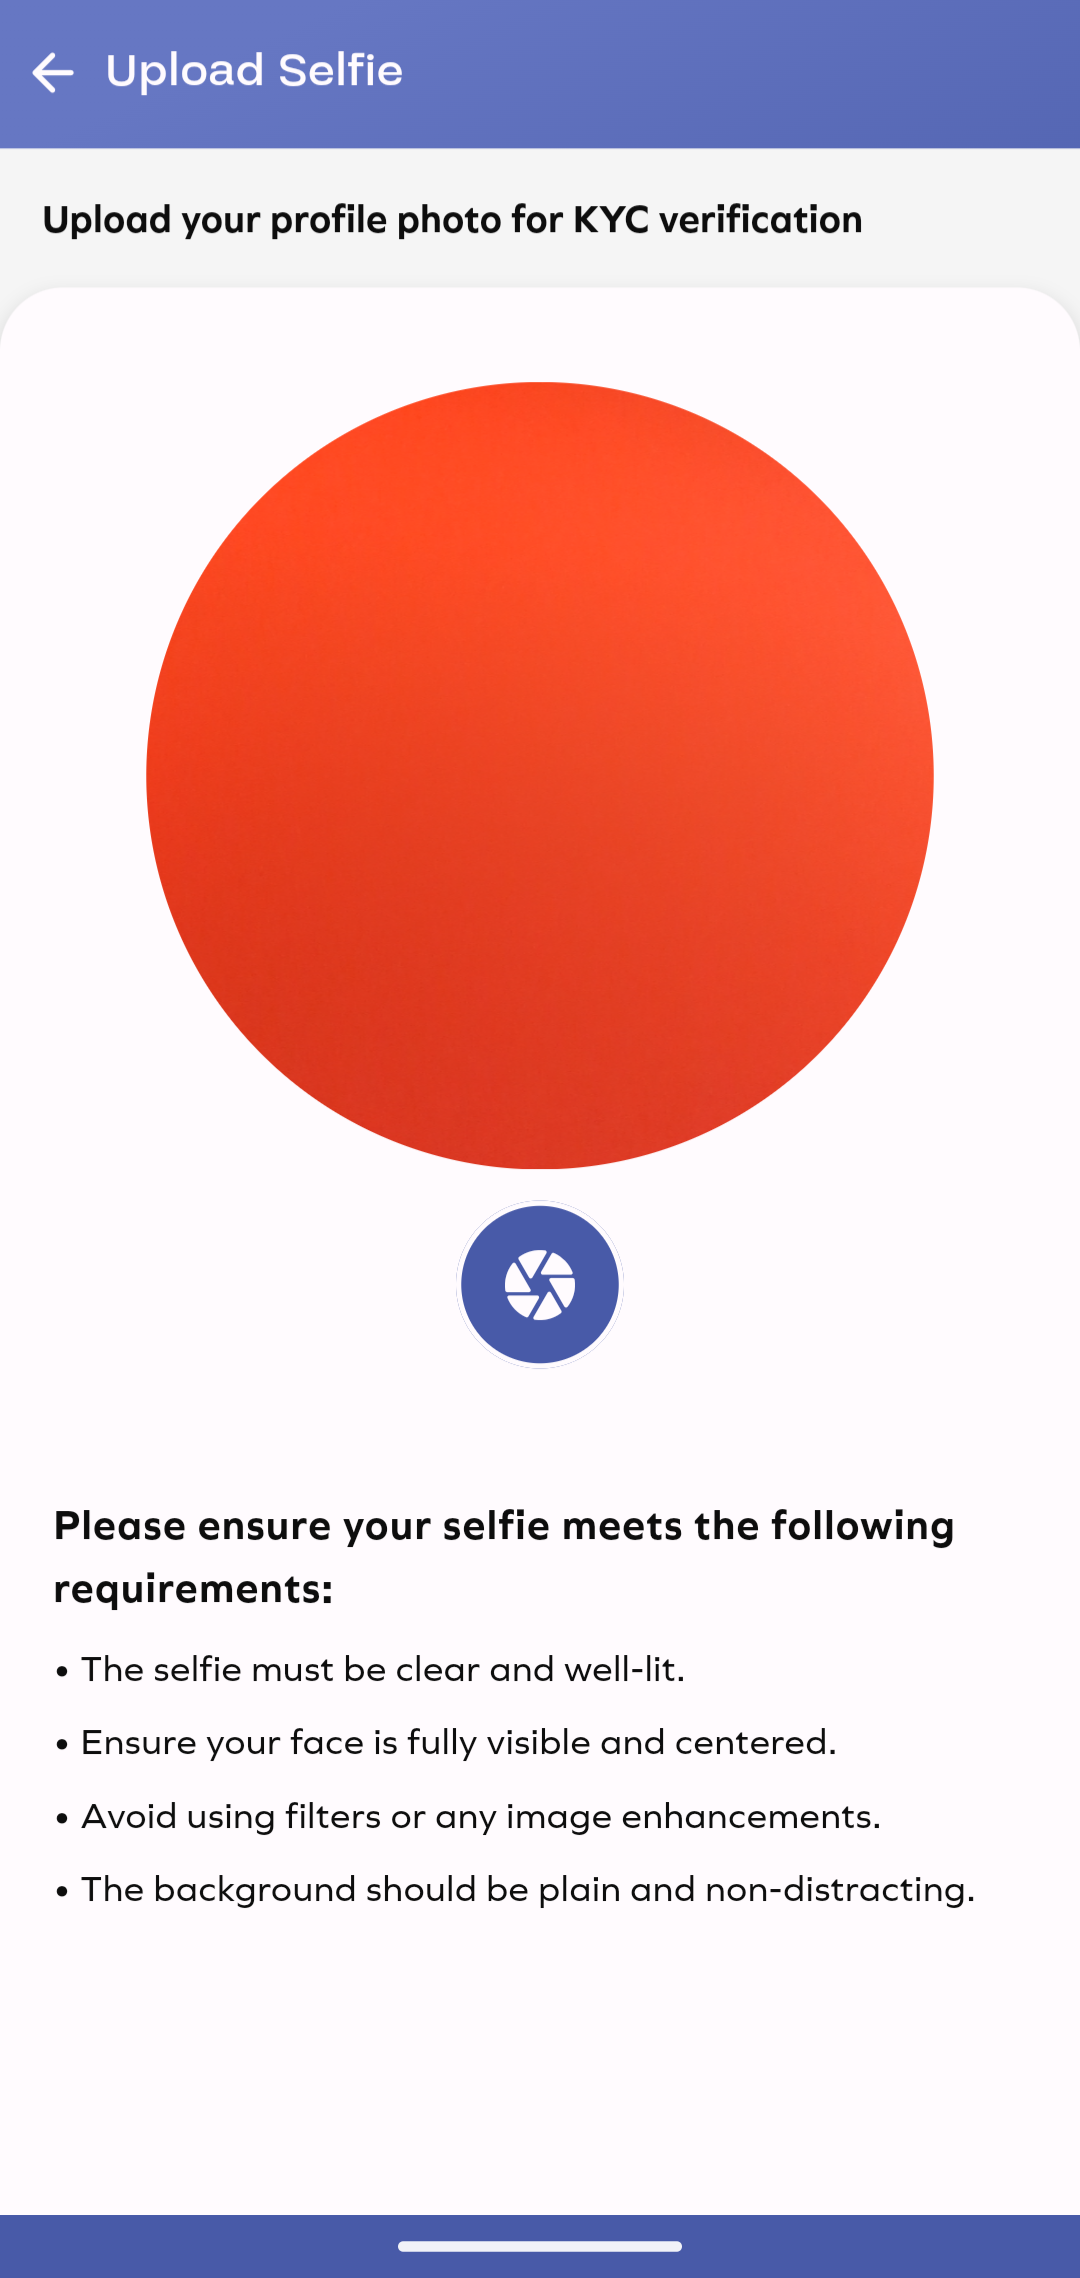 Upload Selfie
Upload your profile photo for KYC verification
Please ensure your selfie meets the following
requirements:
• The selfie must be clear and well-lit.
• Ensure your face is fully visible and centered.
• Avoid using filters or any image enhancements.
• The background should be plain and non-distracting.